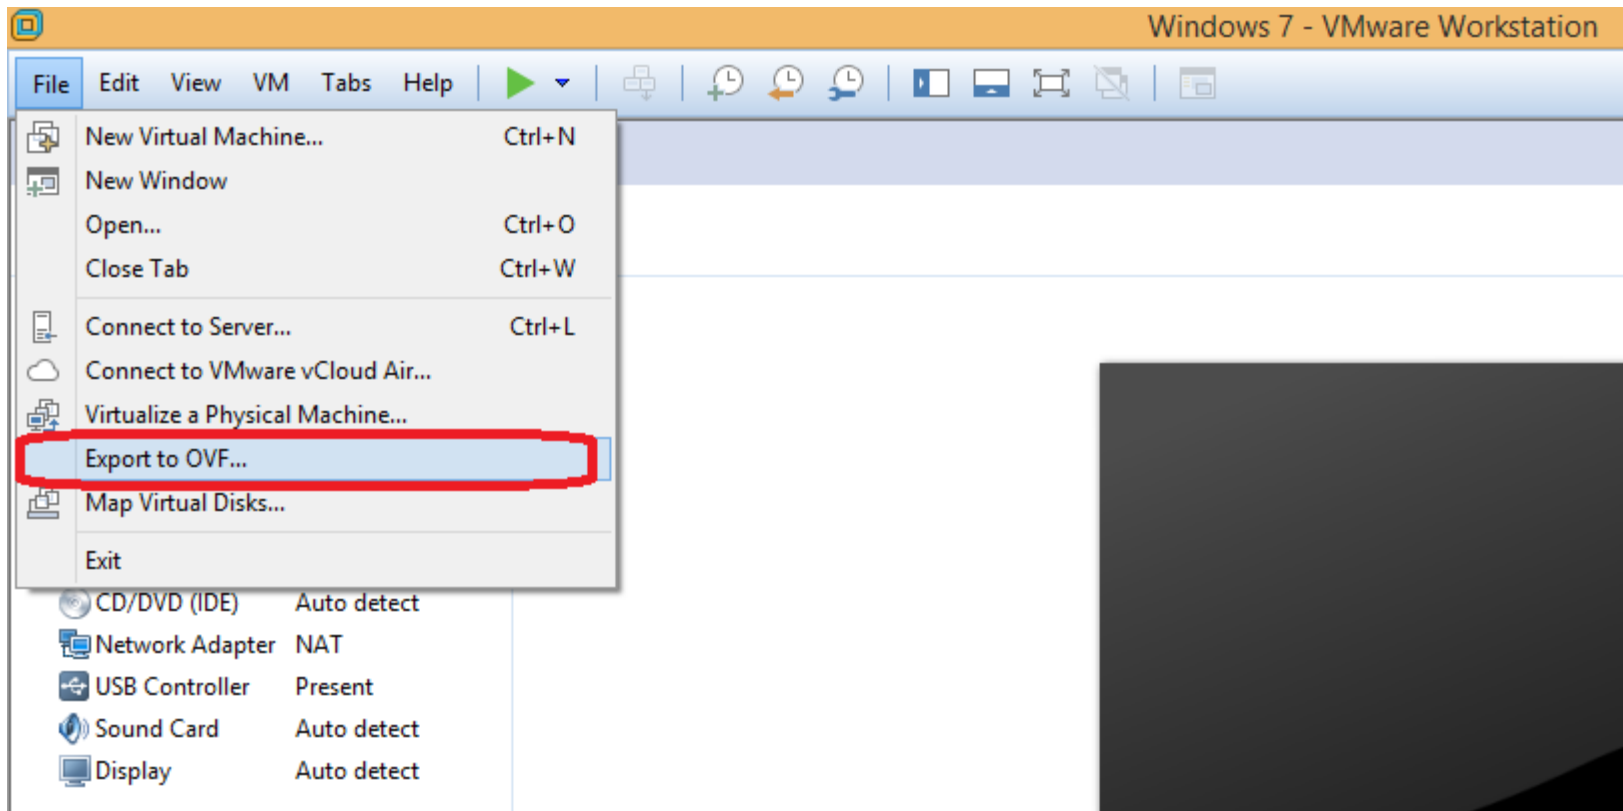 Windows 7 - VMware Workstation
File Edit View VM Tabs Help
New Virtual Machine... Ctrl+N
New Window
Open... Ctrl+O
Close Tab Ctrl+W
Connect to Server... Ctrl+L
Connect to VMware vCloud Air...
Virtualize a Physical Machine...
Export to OVF...
Map Virtual Disks...
Exit
CD/DVD (IDE) Auto detect
Network Adapter NAT
USB Controller Present
Sound Card Auto detect
Display Auto detect